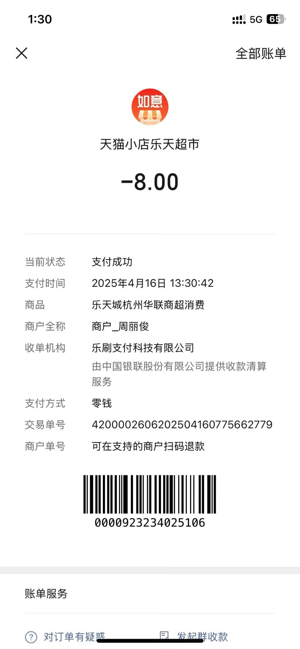 1:30
5G 63
全部账单
如意
天猫小店乐天超市
-8.00
当前状态 支付成功
支付时间 2025年4月16日 13:30:42
商品 乐天城杭州华联商超消费
商户全称 商户_周丽俊
收单机构 乐刷支付科技有限公司
由中国银联股份有限公司提供收款清算
服务
支付方式 零钱
交易单号 4200002606202504160775662779
商户单号 可在支持的商户扫码退款
0000923234025106
账单服务
对订单有疑惑 发起群收款